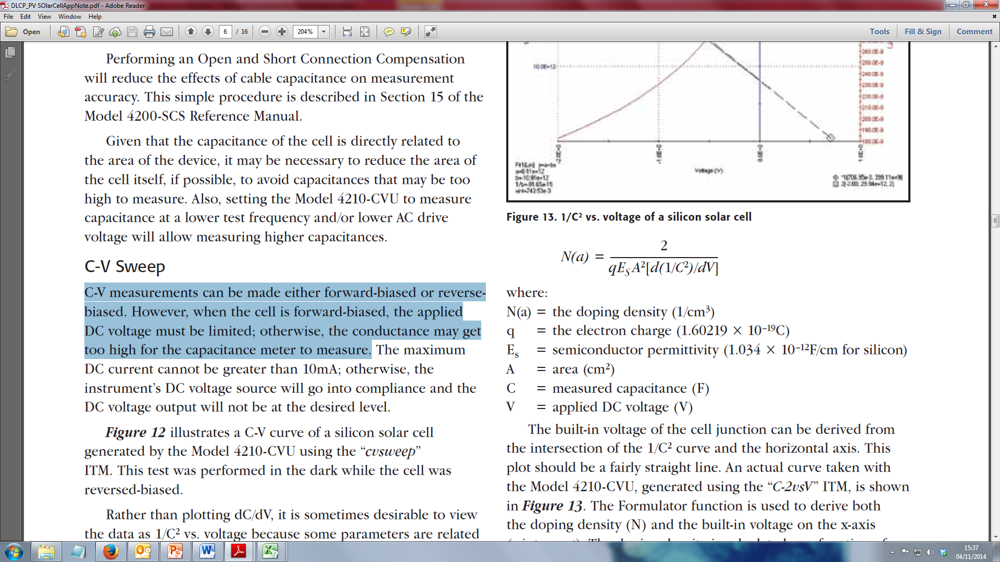 DLCP_PV SOlarCellAppNote.pdf - Adobe Reader
File Edit View Window Help
Open 6 / 16 204% Tools Fill & Sign Comment
Performing an Open and Short Connection Compensation
will reduce the effects of cable capacitance on measurement
accuracy. This simple procedure is described in Section 15 of the
Model 4200-SCS Reference Manual.
Given that the capacitance of the cell is directly related to
the area of the device, it may be necessary to reduce the area of
the cell itself, if possible, to avoid capacitances that may be too
high to measure. Also, setting the Model 4210-CVU to measure
capacitance at a lower test frequency and/or lower AC drive
voltage will allow measuring higher capacitances.
C-V Sweep
C-V measurements can be made either forward-biased or reverse-
biased. However, when the cell is forward-biased, the applied
DC voltage must be limited; otherwise, the conductance may get
too high for the capacitance meter to measure. The maximum
DC current cannot be greater than 10mA; otherwise, the
instrument's DC voltage source will go into compliance and the
DC voltage output will not be at the desired level.
Figure 12 illustrates a C-V curve of a silicon solar cell
generated by the Model 4210-CVU using the “cvsweep”
ITM. This test was performed in the dark while the cell was
reversed-biased.
Rather than plotting dC/dV, it is sometimes desirable to view
the data as 1/C² vs. voltage because some parameters are related
10.0E+12
-2.0E+0 -1.0E+0 0.0E+0 1.0E+0
Voltage (V)
Figure 13. 1/C² vs. voltage of a silicon solar cell
N(a) = 2 / qE_S A²[d(1/C²)/dV]
where:
N(a) = the doping density (1/cm³)
q = the electron charge (1.60219 × 10⁻¹⁹C)
E_s = semiconductor permittivity (1.034 × 10⁻¹²F/cm for silicon)
A = area (cm²)
C = measured capacitance (F)
V = applied DC voltage (V)
The built-in voltage of the cell junction can be derived from
the intersection of the 1/C² curve and the horizontal axis. This
plot should be a fairly straight line. An actual curve taken with
the Model 4210-CVU, generated using the “C-2vsV” ITM, is shown
in Figure 13. The Formulator function is used to derive both
the doping density (N) and the built-in voltage on the x-axis
15:37
04/11/2014